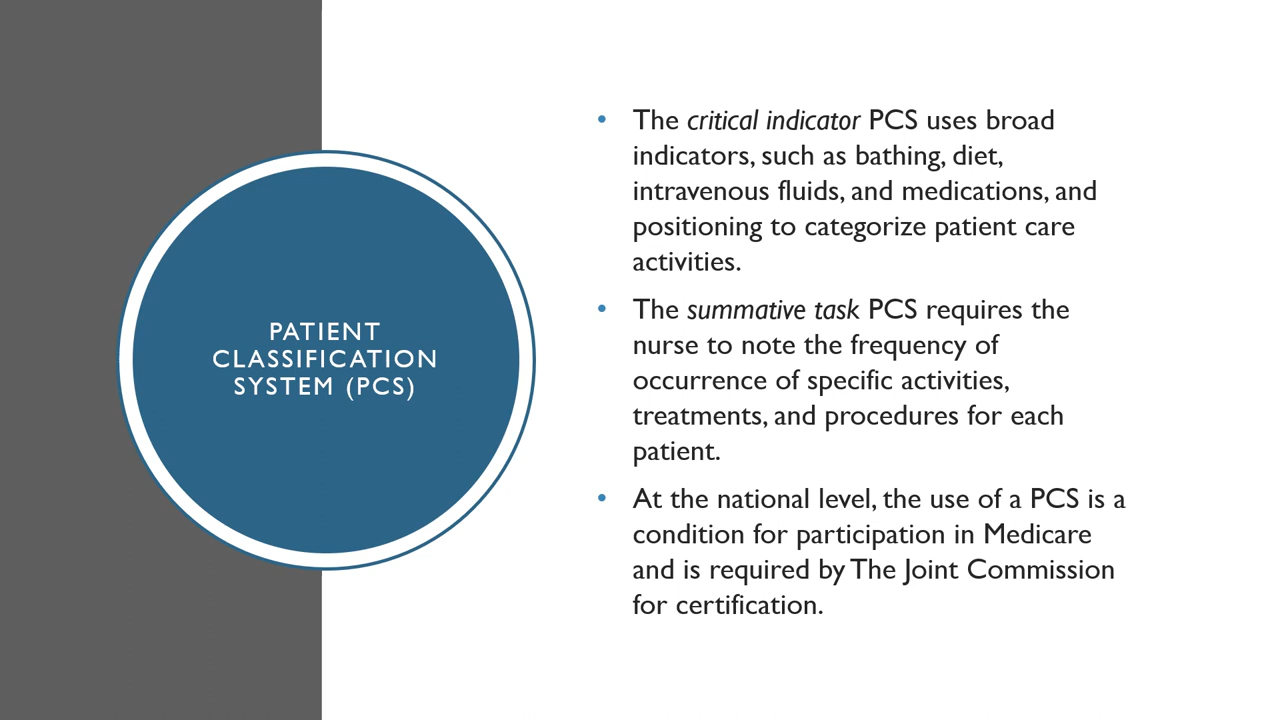 PATIENT
CLASSIFICATION
SYSTEM (PCS)
• The critical indicator PCS uses broad
indicators, such as bathing, diet,
intravenous fluids, and medications, and
positioning to categorize patient care
activities.
• The summative task PCS requires the
nurse to note the frequency of
occurrence of specific activities,
treatments, and procedures for each
patient.
• At the national level, the use of a PCS is a
condition for participation in Medicare
and is required by The Joint Commission
for certification.